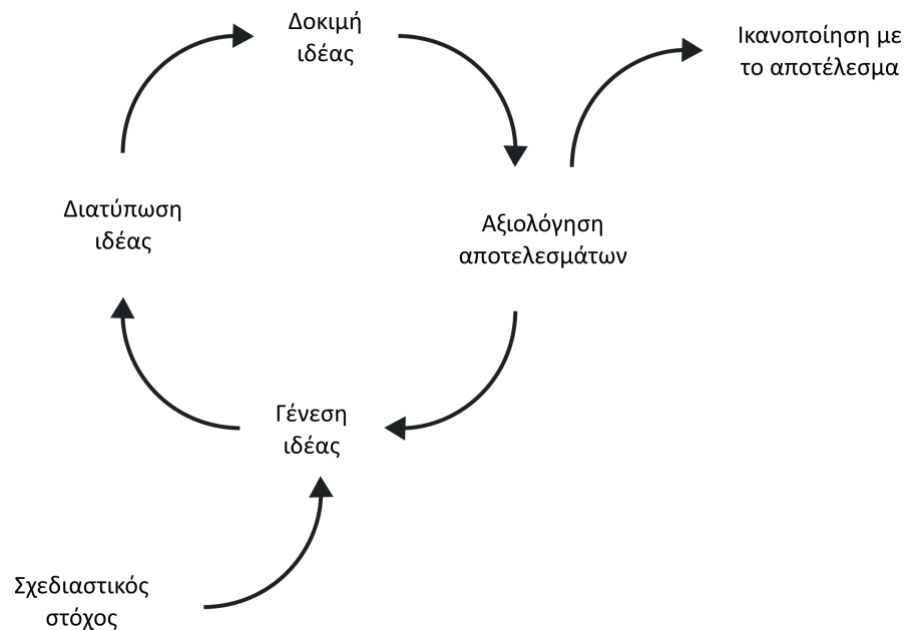 Δοκιμή
ιδέας
Ικανοποίηση με
το αποτέλεσμα
Διατύπωση
ιδέας
Αξιολόγηση
αποτελεσμάτων
Γένεση
ιδέας
Σχεδιαστικός
στόχος